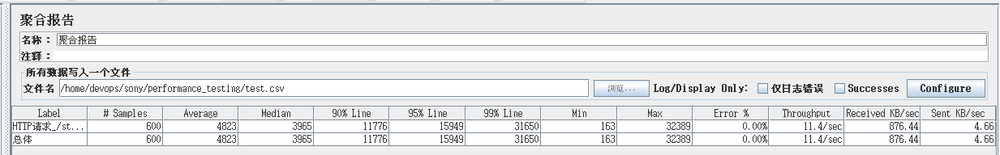 聚合报告
名称： 聚合报告
注释：
所有数据写入一个文件
文件名 /home/devops/sony/performance_testing/test.csv 浏览... Log/Display Only: 仅日志错误 Successes Configure
Label # Samples Average Median 90% Line 95% Line 99% Line Min Max Error % Throughput Received KB/sec Sent KB/sec
HTTP请求_/st... 600 4823 3965 11776 15949 31650 163 32389 0.00% 11.4/sec 876.44 4.66
总体 600 4823 3965 11776 15949 31650 163 32389 0.00% 11.4/sec 876.44 4.66